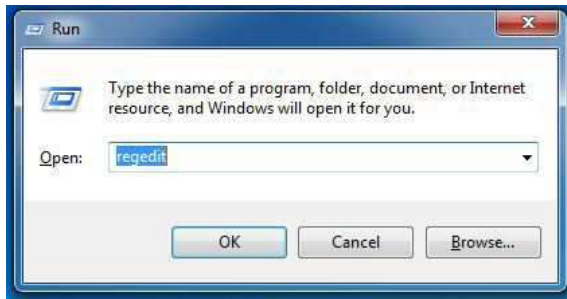 Run
Type the name of a program, folder, document, or Internet
resource, and Windows will open it for you.
Open: regedit
OK Cancel Browse...